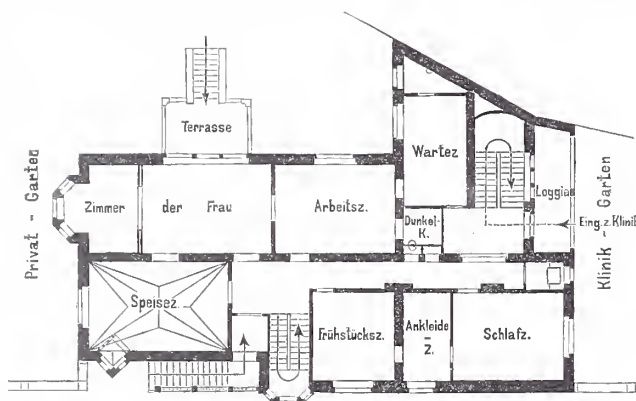 Terrasse
Privat - Garten
Zimmer der Frau
Arbeitsz.
Wartez
Dunkel-
K.
Loggia
Eing. z. Klinik
Klinik - Garten
Speisez.
Frühstücksz.
Ankleide
-
Z.
Schlafz.